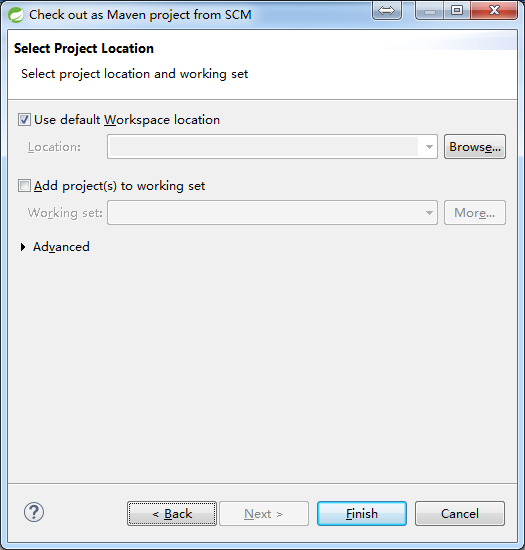 Check out as Maven project from SCM
Select Project Location
Select project location and working set
Use default Workspace location
Location:
Browse...
Add project(s) to working set
Working set:
More...
Advanced
?
< Back
Next >
Finish
Cancel